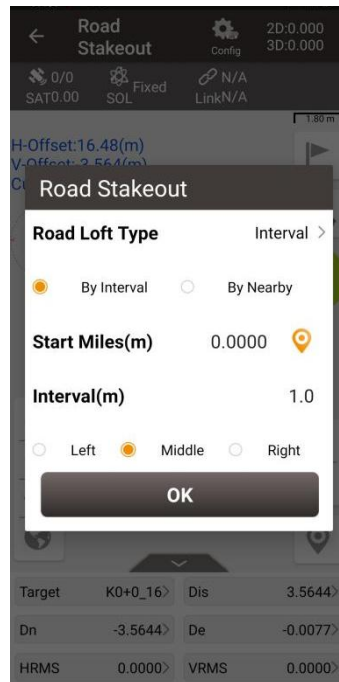 Road Stakeout
Config
2D:0.000
3D:0.000
0/0
SAT0.00
SOL Fixed
N/A
LinkN/A
1.80 m
H-Offset:16.48(m)
V-Offset:-3.564(m)
Road Stakeout
Road Loft Type Interval >
By Interval By Nearby
Start Miles(m) 0.0000
Interval(m) 1.0
Left Middle Right
OK
Target K0+0_16> Dis 3.5644>
Dn -3.5644> De -0.0077>
HRMS 0.0000> VRMS 0.0000>